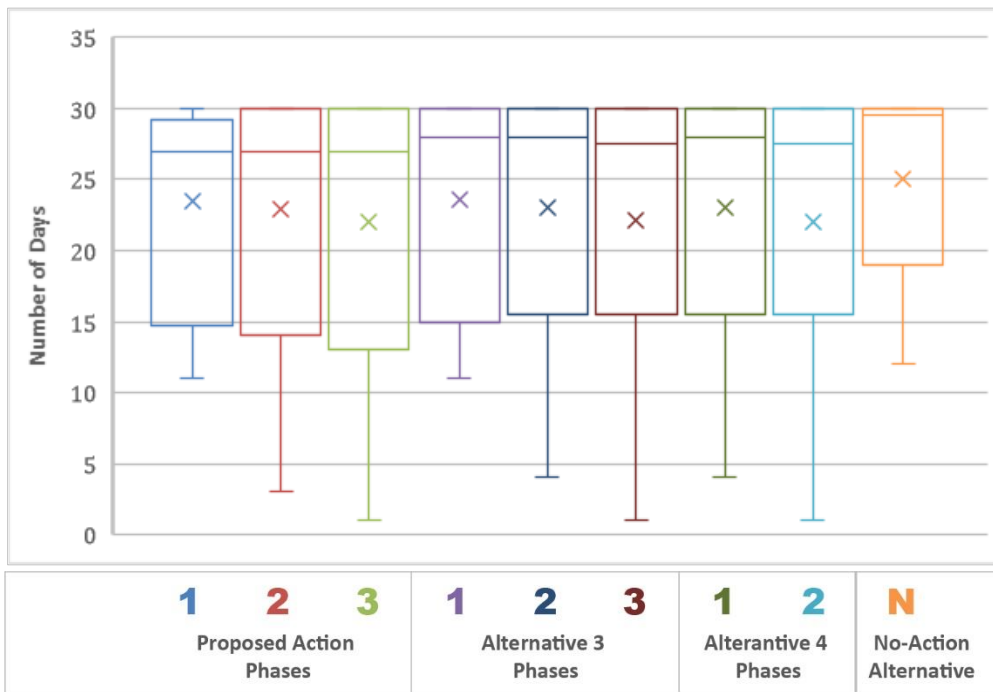 35
30
25
20
15
10
5
0
Number of Days
1 2 3 1 2 3 1 2 N
Proposed Action
Phases
Alternative 3
Phases
Alterantive 4
Phases
No-Action
Alternative